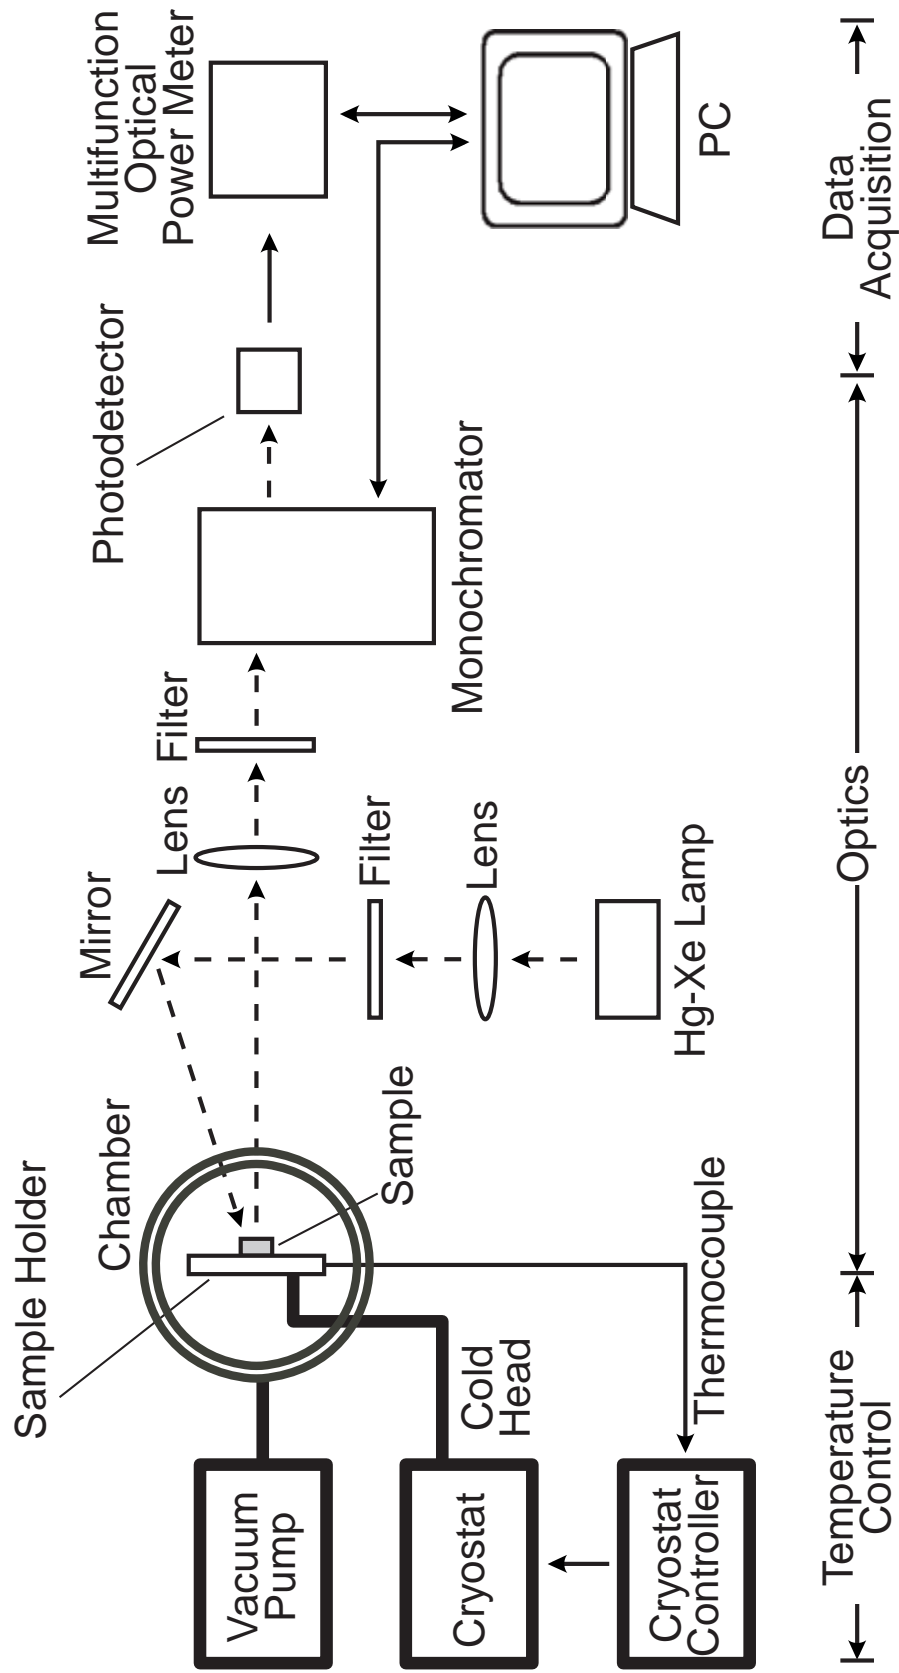 Sample Holder
Chamber
Mirror
Lens
Filter
Photodetector
Multifunction
Optical
Power Meter
Vacuum
Pump
Cryostat
Cold
Head
Sample
Filter
Lens
Monochromator
PC
Cryostat
Controller
Thermocouple
Hg-Xe Lamp
Temperature
Control
Optics
Data
Acquisition